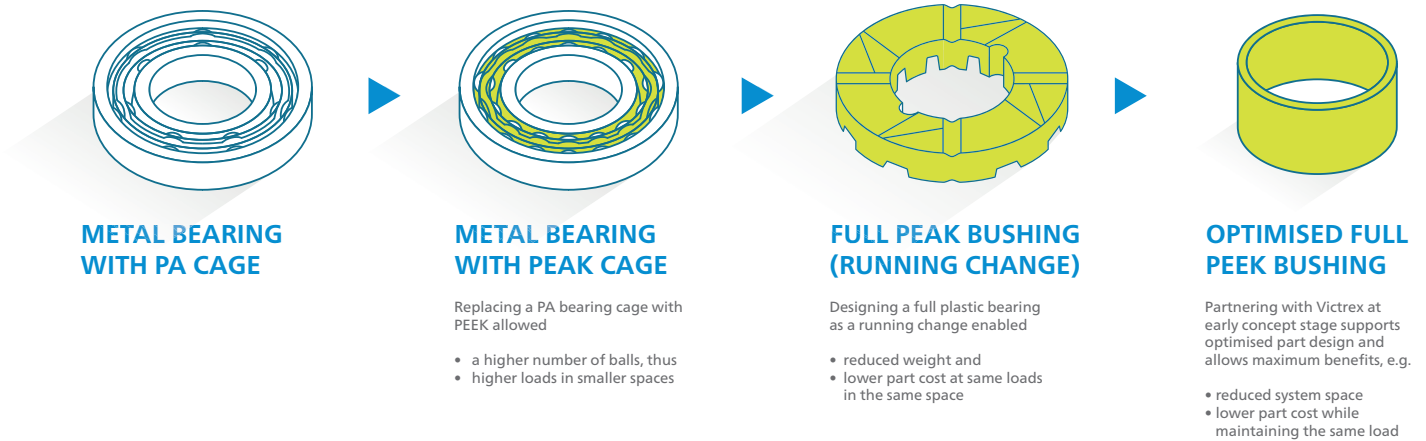 METAL BEARING
WITH PA CAGE
METAL BEARING
WITH PEAK CAGE
Replacing a PA bearing cage with
PEEK allowed
• a higher number of balls, thus
• higher loads in smaller spaces
FULL PEAK BUSHING
(RUNNING CHANGE)
Designing a full plastic bearing
as a running change enabled
• reduced weight and
• lower part cost at same loads
in the same space
OPTIMISED FULL
PEEK BUSHING
Partnering with Victrex at
early concept stage supports
optimised part design and
allows maximum benefits, e.g.
• reduced system space
• lower part cost while
maintaining the same load